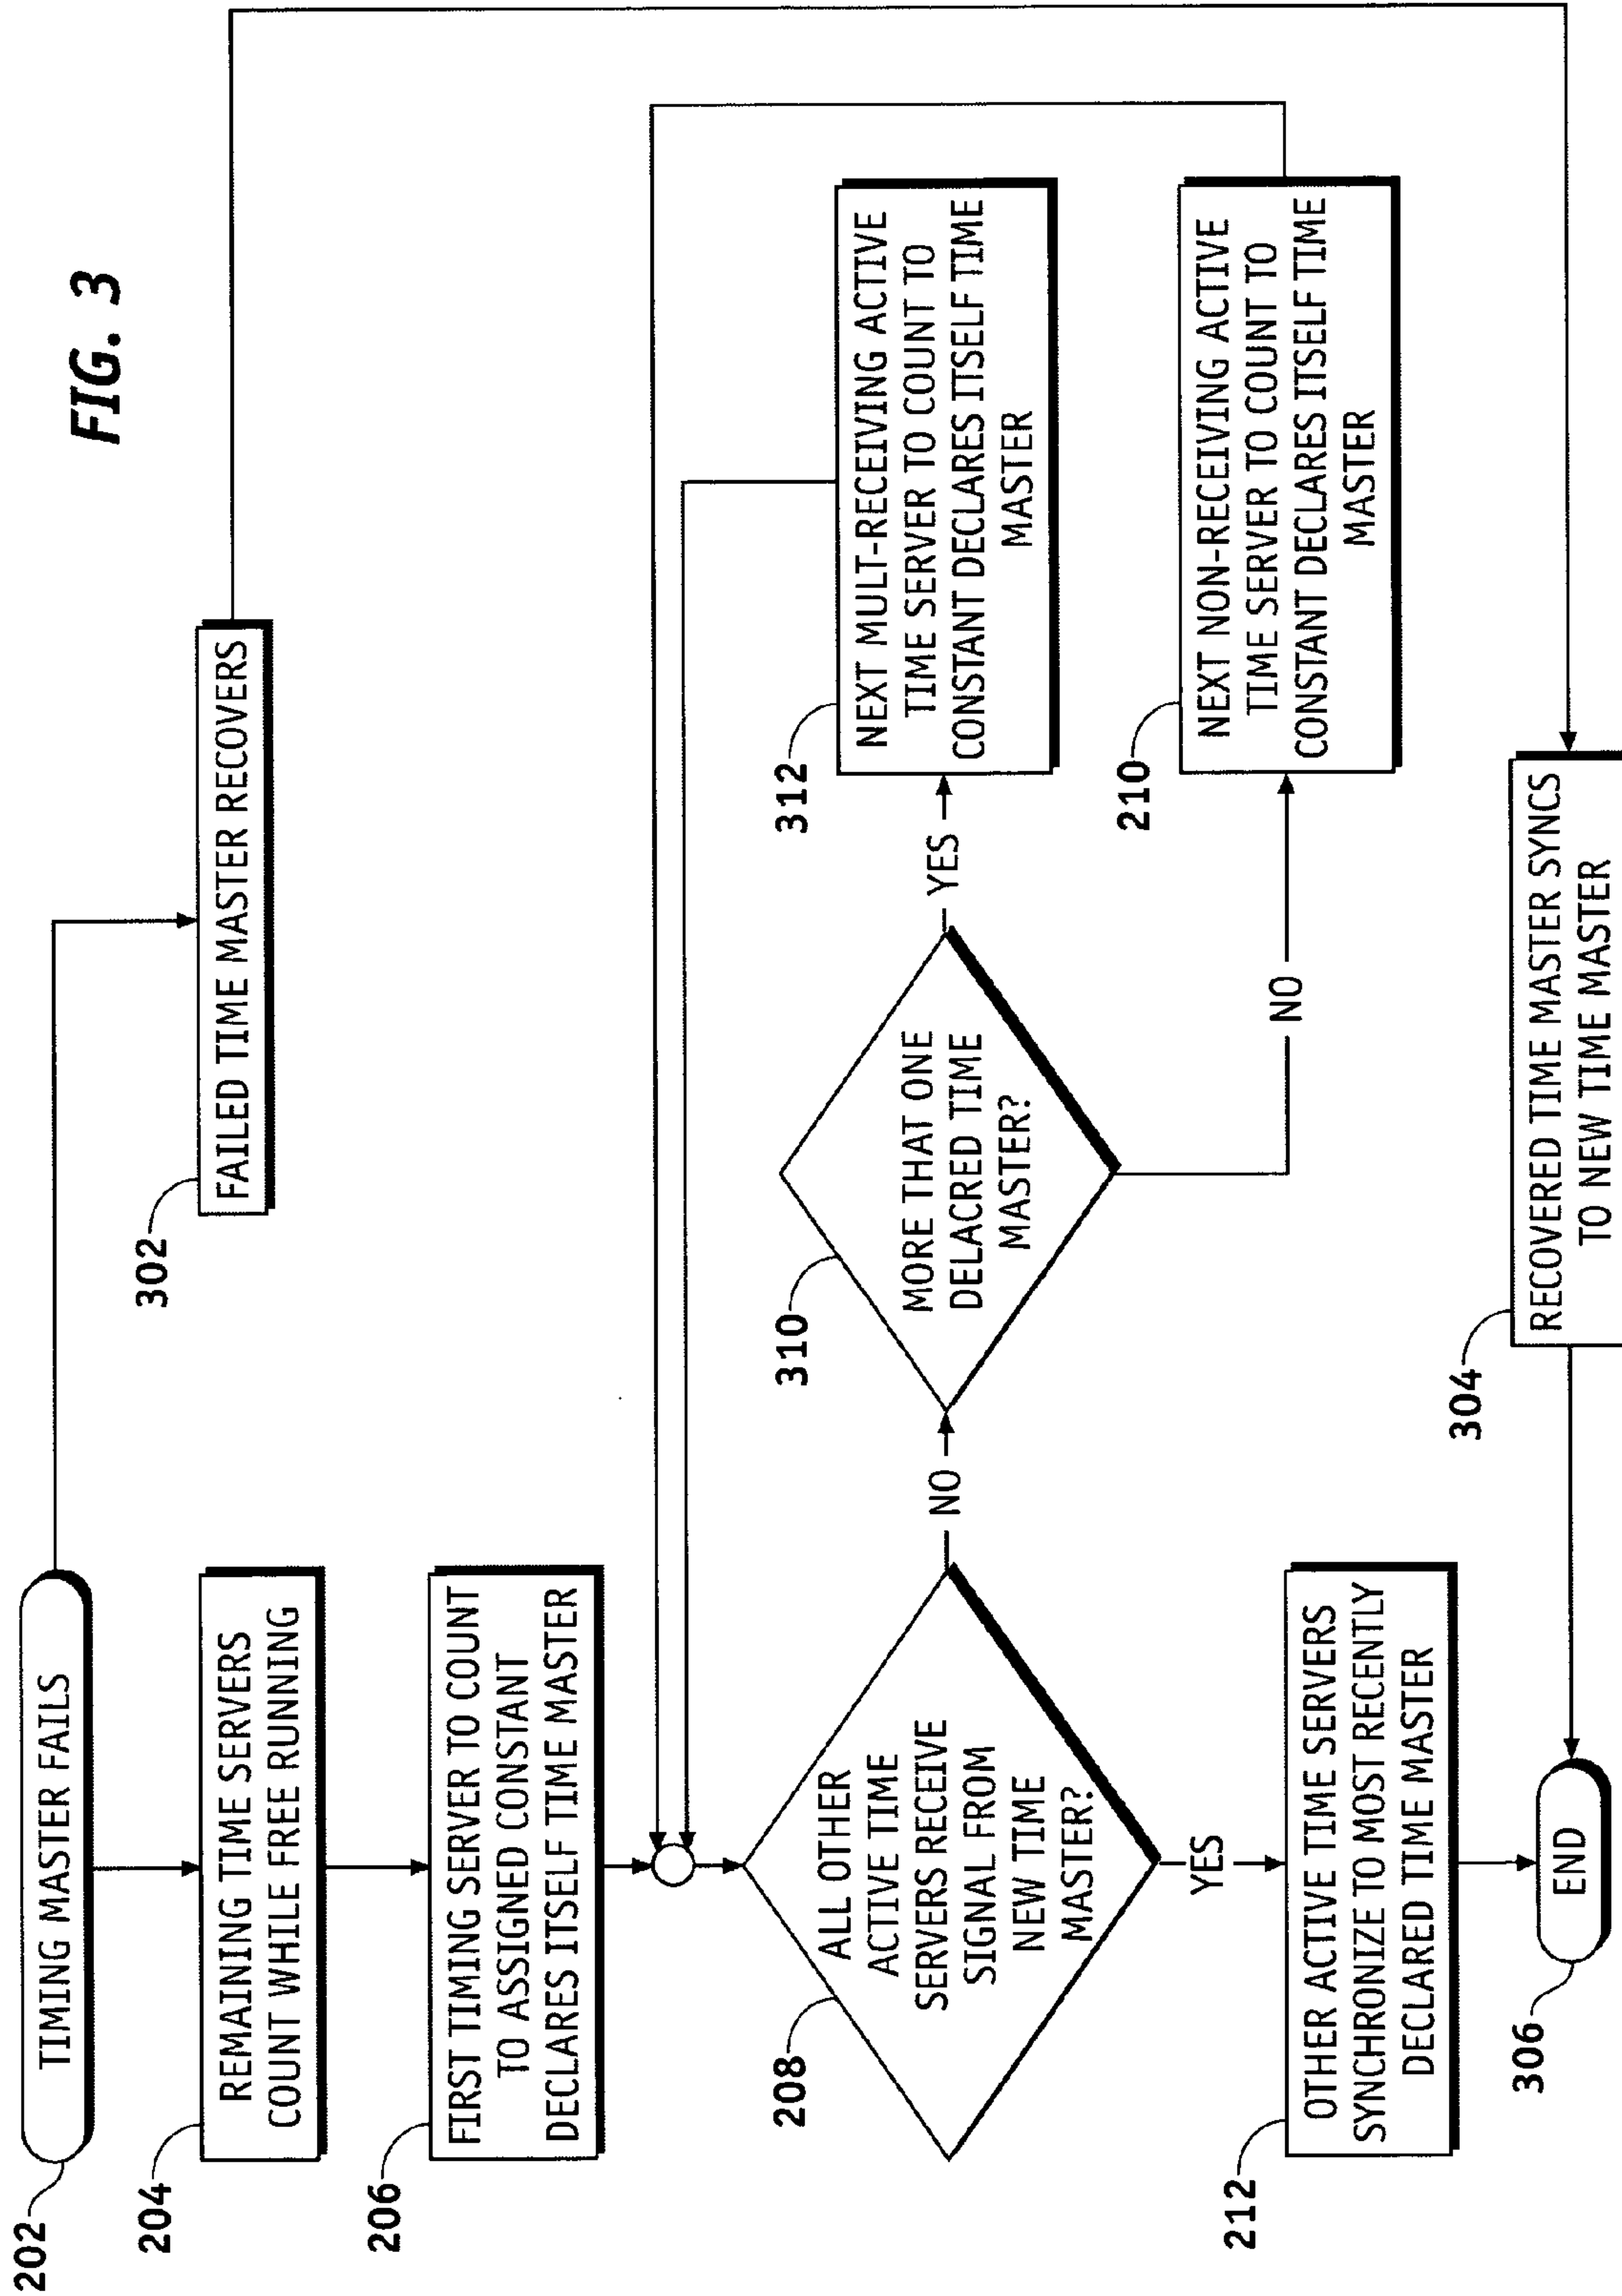 FIG. 3
202
TIMING MASTER FAILS
302
FAILED TIME MASTER RECOVERS
204
REMAINING TIME SERVERS
COUNT WHILE FREE RUNNING
206
FIRST TIMING SERVER TO COUNT
TO ASSIGNED CONSTANT
DECLARES ITSELF TIME MASTER
208
ALL OTHER
ACTIVE TIME
SERVERS RECEIVE
SIGNAL FROM
NEW TIME
MASTER?
NO
YES
310
MORE THAT ONE
DELACRED TIME
MASTER?
YES
NO
312
NEXT MULT-RECEIVING ACTIVE
TIME SERVER TO COUNT TO
CONSTANT DECLARES ITSELF TIME
MASTER
210
NEXT NON-RECEIVING ACTIVE
TIME SERVER TO COUNT TO
CONSTANT DECLARES ITSELF TIME
MASTER
212
OTHER ACTIVE TIME SERVERS
SYNCHRONIZE TO MOST RECENTLY
DECLARED TIME MASTER
304
RECOVERED TIME MASTER SYNCS
TO NEW TIME MASTER
306
END